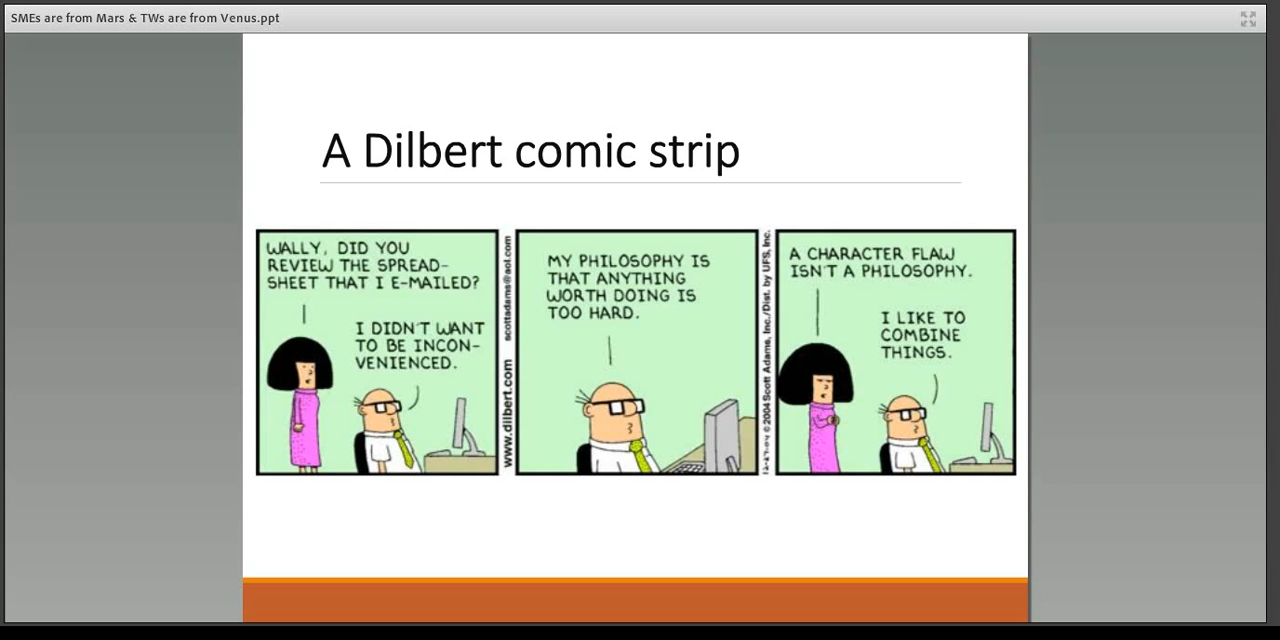 SMEs are from Mars & TWs are from Venus.ppt
A Dilbert comic strip
WALLY, DID YOU
REVIEW THE SPREAD-
SHEET THAT I E-MAILED?
I DIDN'T WANT
TO BE INCON-
VENIENCED.
www.dilbert.com scottadams@aol.com
MY PHILOSOPHY IS
THAT ANYTHING
WORTH DOING IS
TOO HARD.
© 2004 Scott Adams, Inc./Dist. by UFS, Inc.
A CHARACTER FLAW
ISN'T A PHILOSOPHY.
I LIKE TO
COMBINE
THINGS.